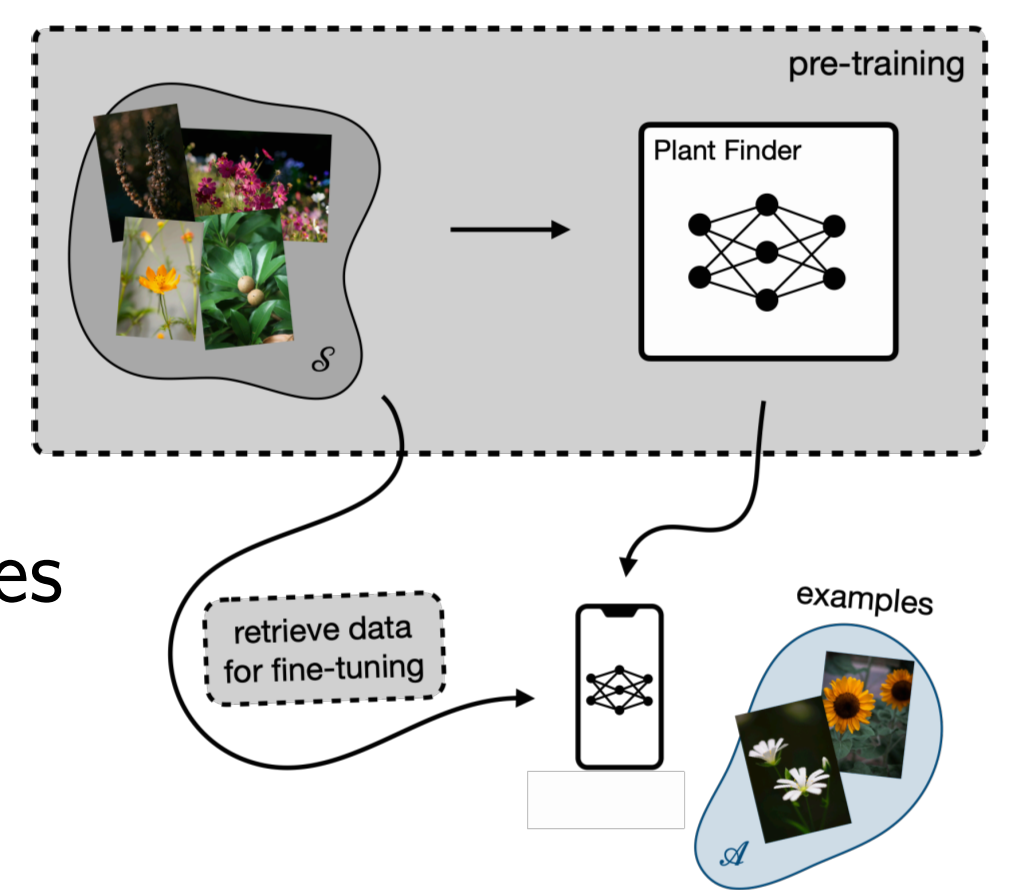 pre-training
Plant Finder
𝒮
es
retrieve data
for fine-tuning
examples
𝒜